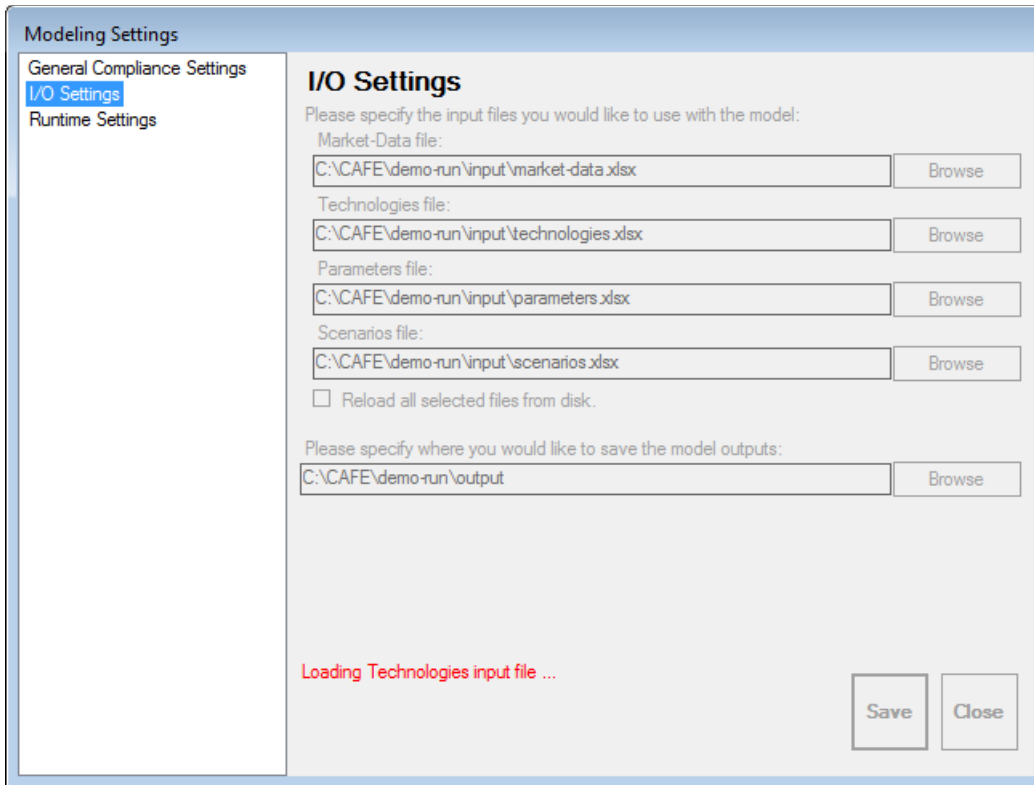 Modeling Settings
General Compliance Settings
I/O Settings
Runtime Settings
I/O Settings
Please specify the input files you would like to use with the model:
Market-Data file:
C:\CAFE\demo-run\input\market-data.xlsx
Browse
Technologies file:
C:\CAFE\demo-run\input\technologies.xlsx
Browse
Parameters file:
C:\CAFE\demo-run\input\parameters.xlsx
Browse
Scenarios file:
C:\CAFE\demo-run\input\scenarios.xlsx
Browse
Reload all selected files from disk.
Please specify where you would like to save the model outputs:
C:\CAFE\demo-run\output
Browse
Loading Technologies input file ...
Save
Close